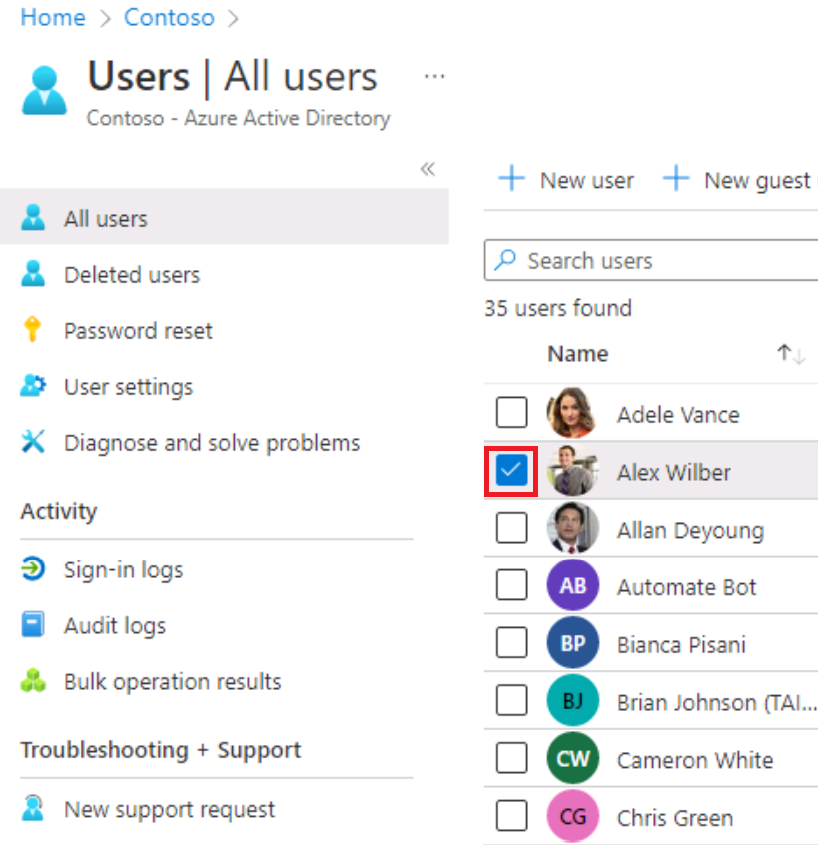 Home > Contoso >
Users | All users ...
Contoso - Azure Active Directory
«
All users
Deleted users
Password reset
User settings
Diagnose and solve problems
Activity
Sign-in logs
Audit logs
Bulk operation results
Troubleshooting + Support
New support request
+ New user + New guest
Search users
35 users found
Name ↑↓
Adele Vance
Alex Wilber
Allan Deyoung
AB Automate Bot
BP Bianca Pisani
BJ Brian Johnson (TAI...
CW Cameron White
CG Chris Green